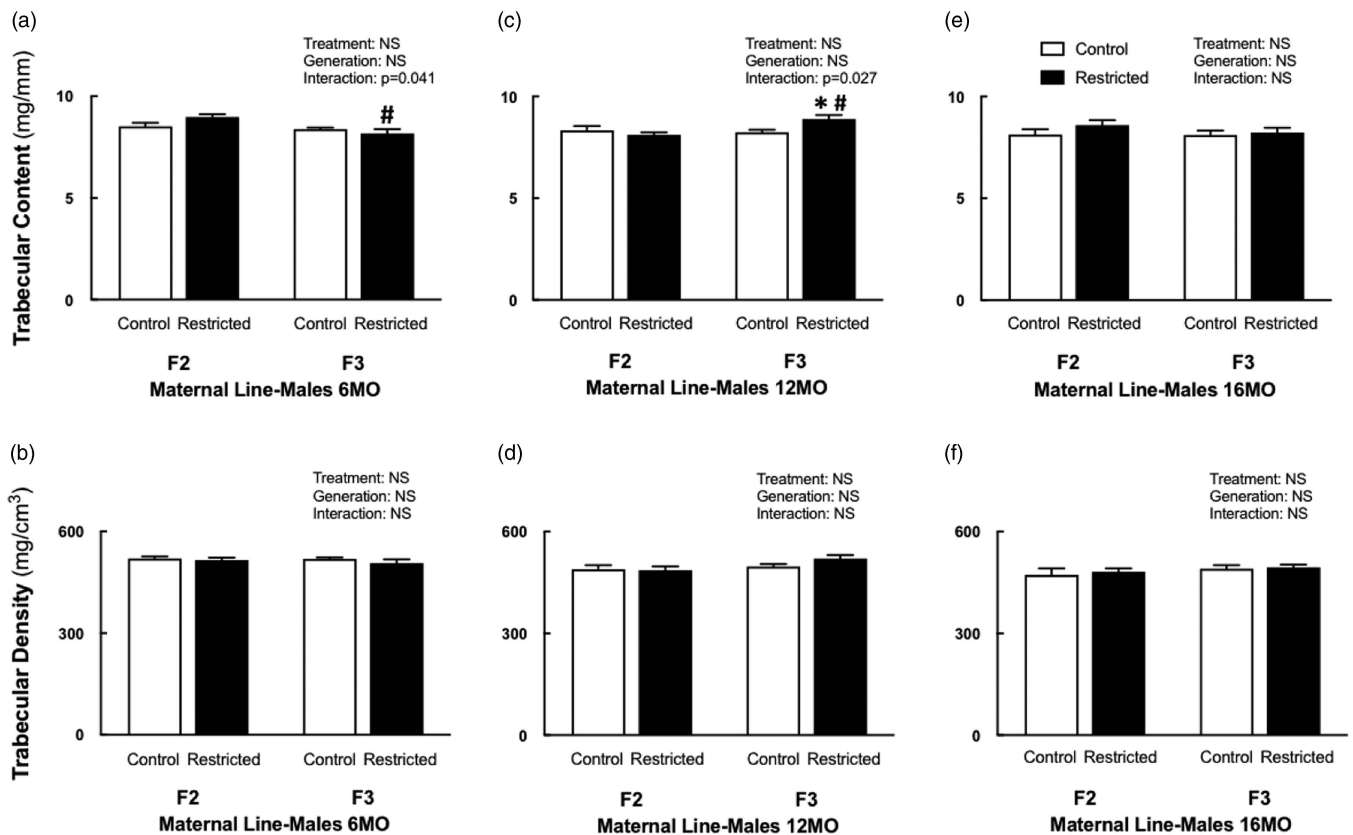 (a)
Trabecular Content (mg/mm)
Treatment: NS
Generation: NS
Interaction: p=0.041
10
5
0
#
Control Restricted Control Restricted
F2 F3
Maternal Line-Males 6MO
(c)
Treatment: NS
Generation: NS
Interaction: p=0.027
10
5
0
* #
Control Restricted Control Restricted
F2 F3
Maternal Line-Males 12MO
(e)
Control
Restricted
Treatment: NS
Generation: NS
Interaction: NS
10
5
0
Control Restricted Control Restricted
F2 F3
Maternal Line-Males 16MO
(b)
Trabecular Density (mg/cm³)
Treatment: NS
Generation: NS
Interaction: NS
600
300
0
Control Restricted Control Restricted
F2 F3
Maternal Line-Males 6MO
(d)
Treatment: NS
Generation: NS
Interaction: NS
600
300
0
Control Restricted Control Restricted
F2 F3
Maternal Line-Males 12MO
(f)
Treatment: NS
Generation: NS
Interaction: NS
600
300
0
Control Restricted Control Restricted
F2 F3
Maternal Line-Males 16MO